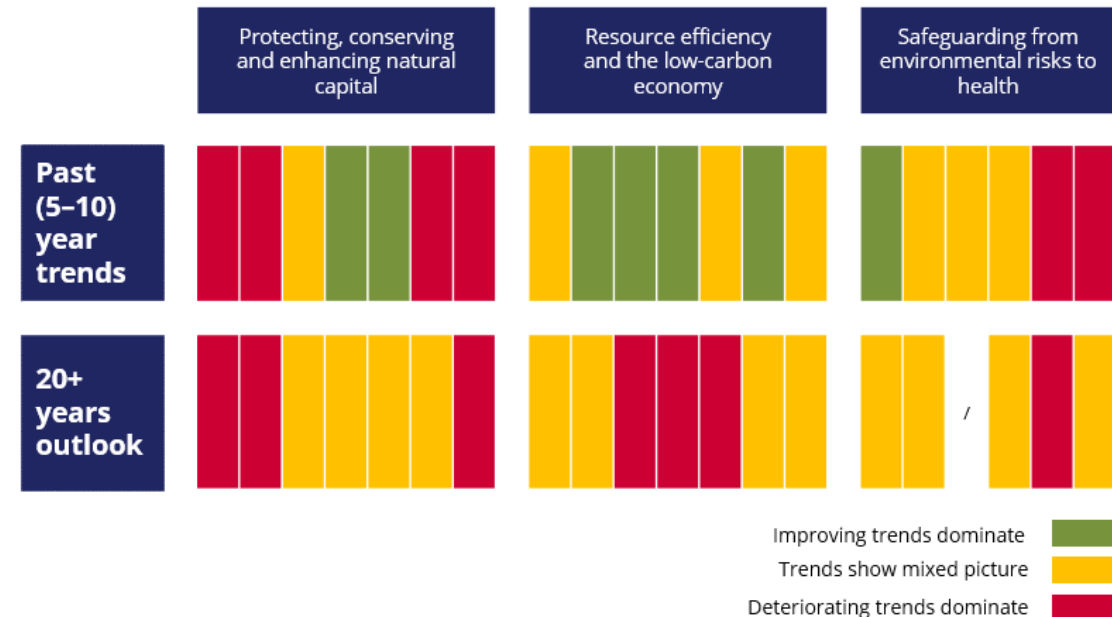 Protecting, conserving
and enhancing natural
capital
Resource efficiency
and the low-carbon
economy
Safeguarding from
environmental risks to
health
Past
(5–10)
year
trends
20+
years
outlook
/
Improving trends dominate
Trends show mixed picture
Deteriorating trends dominate